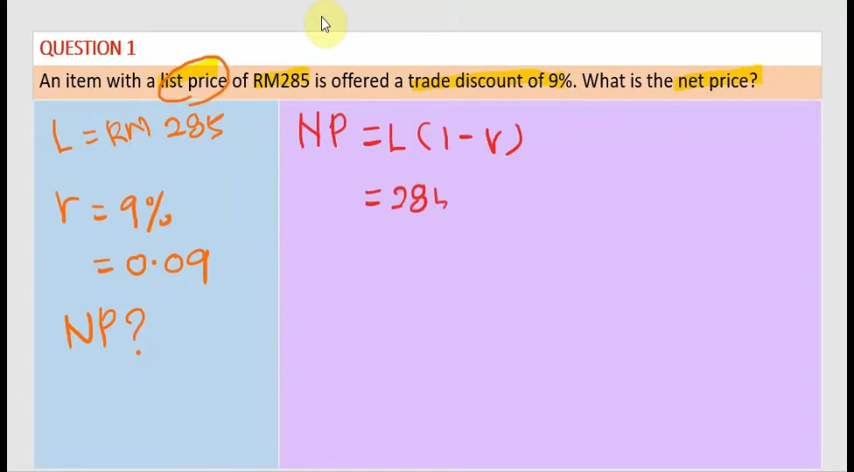 QUESTION 1
An item with a list price of RM285 is offered a trade discount of 9%. What is the net price?
L = RM 285
r = 9%
= 0.09
NP?
NP = L (1 - r)
= 285